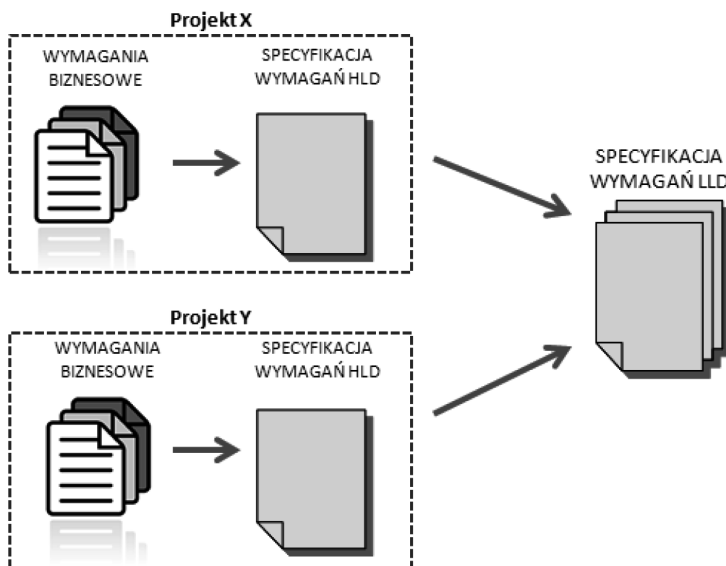 Projekt X
WYMAGANIA
BIZNESOWE
SPECYFIKACJA
WYMAGAŃ HLD
SPECYFIKACJA
WYMAGAŃ LLD
Projekt Y
WYMAGANIA
BIZNESOWE
SPECYFIKACJA
WYMAGAŃ HLD